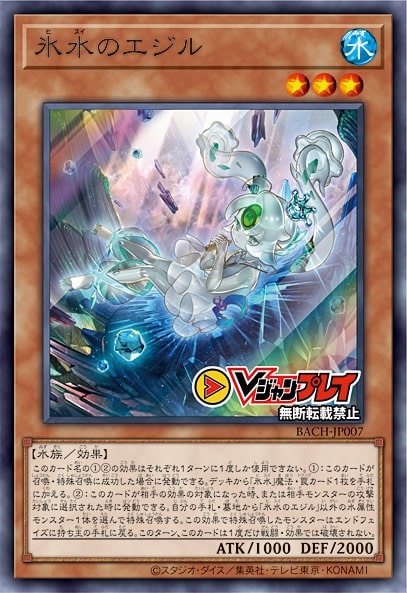 氷水のエジル
ヒ スイ
水
みず
Vジャンプレイ
無断転載禁止
BACH-JP007
【水族/効果】
このカード名の①②の効果はそれぞれ1ターンに1度しか使用できない。①:このカードが
召喚・特殊召喚に成功した場合に発動できる。デッキから「氷水」魔法・罠カード1枚を手札
に加える。②:このカードが相手の効果の対象になった時、または相手モンスターの攻撃
対象に選択された時に発動できる。自分の手札・墓地から「氷水のエジル」以外の水属性
モンスター1体を選んで特殊召喚する。この効果で特殊召喚したモンスターはエンドフェ
イズに持ち主の手札に戻る。このターン、このカードは1度だけ戦闘・効果では破壊されない。
ATK/1000 DEF/2000
©スタジオ・ダイス/集英社・テレビ東京・KONAMI